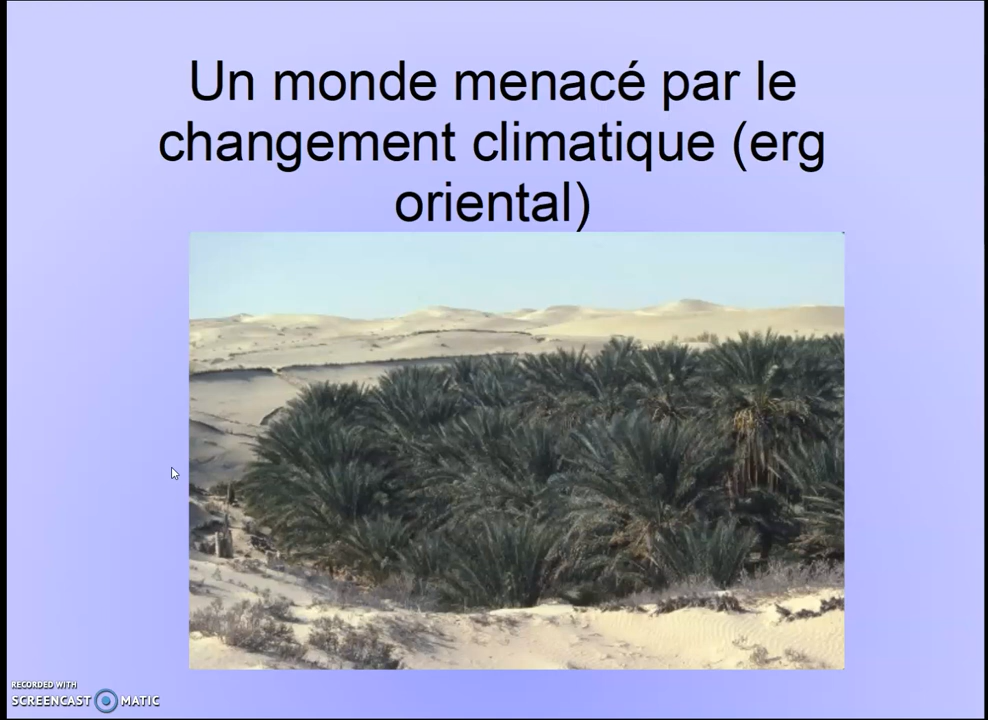 Un monde menacé par le
changement climatique (erg
oriental)
RECORDED WITH
SCREENCAST MATIC